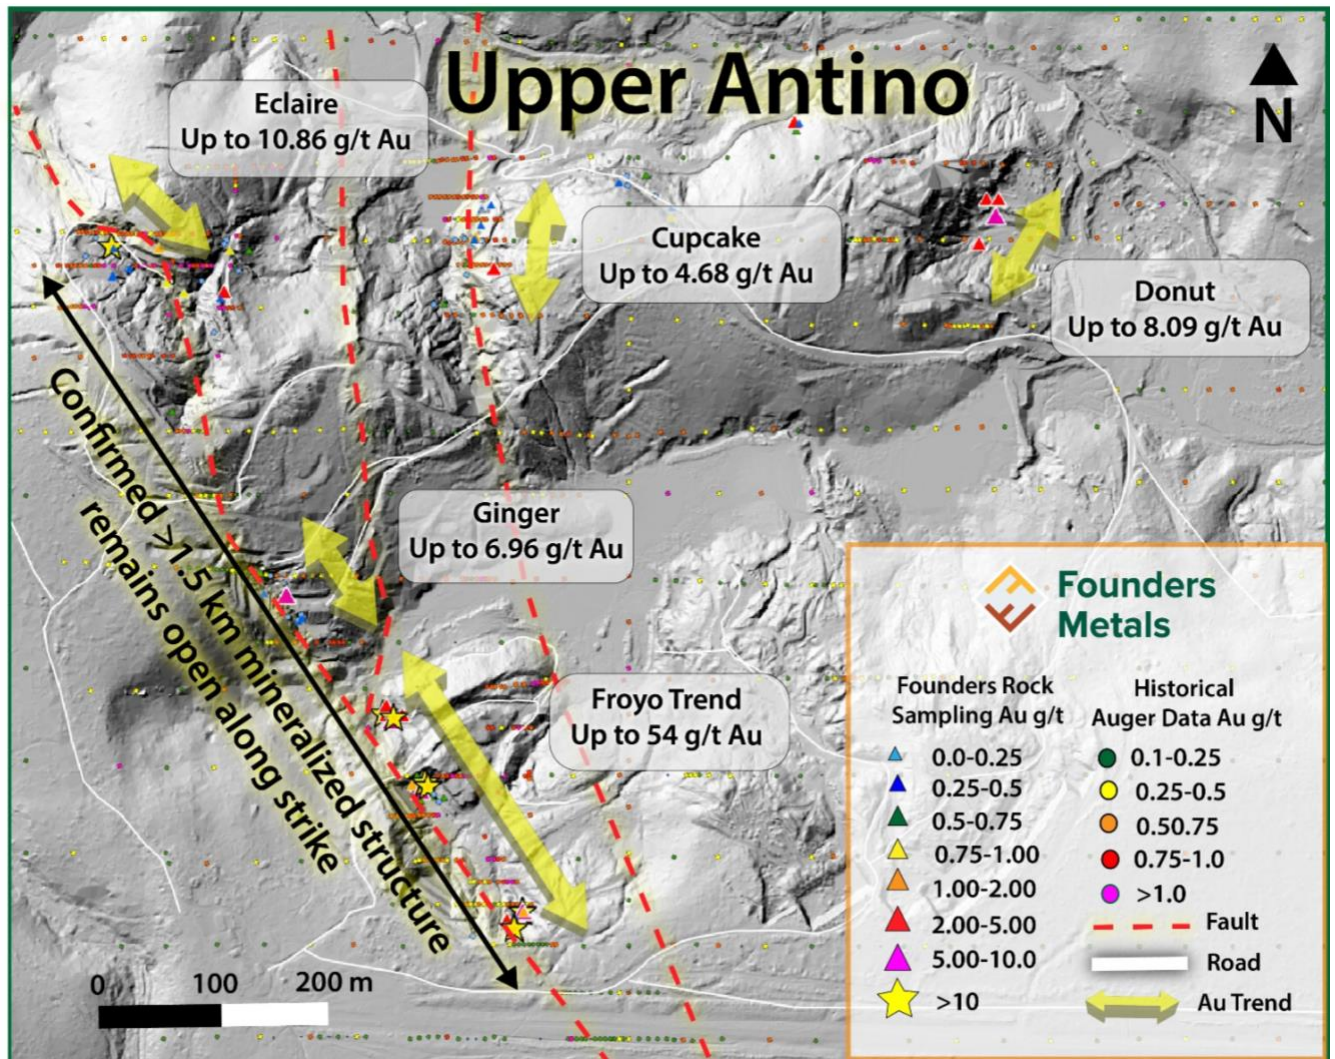 Upper Antino
N
Eclaire
Up to 10.86 g/t Au
Cupcake
Up to 4.68 g/t Au
Donut
Up to 8.09 g/t Au
Ginger
Up to 6.96 g/t Au
Froyo Trend
Up to 54 g/t Au
Confirmed >1.5 km mineralized structure
remains open along strike
0 100 200 m
Founders
Metals
Founders Rock
Sampling Au g/t
0.0-0.25
0.25-0.5
0.5-0.75
0.75-1.00
1.00-2.00
2.00-5.00
5.00-10.0
>10
Historical
Auger Data Au g/t
0.1-0.25
0.25-0.5
0.50.75
0.75-1.0
>1.0
Fault
Road
Au Trend